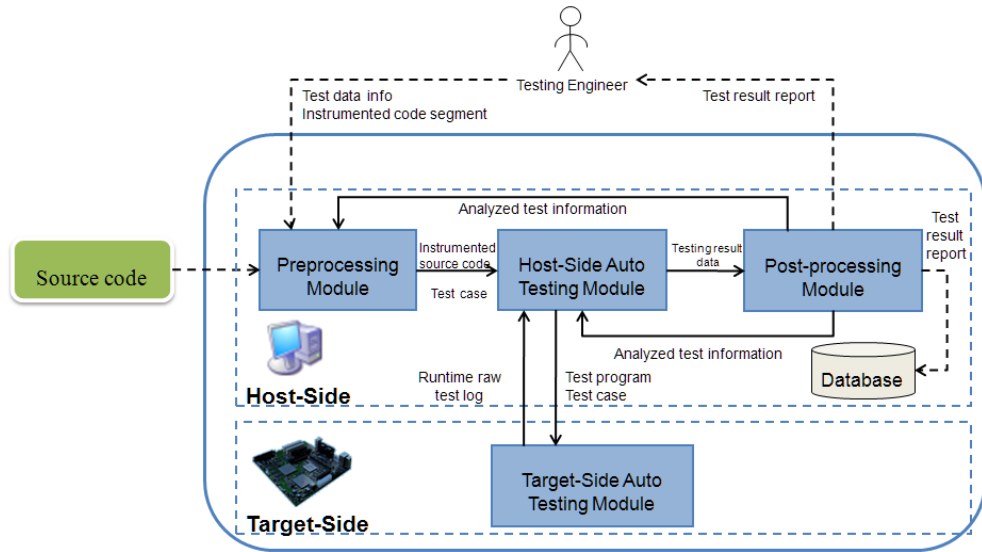 Testing Engineer
Test data info
Instrumented code segment
Test result report
Analyzed test information
Test
result
report
Source code
Preprocessing
Module
Instrumented
source code
Test case
Host-Side Auto
Testing Module
Testing result
data
Post-processing
Module
Analyzed test information
Database
Host-Side
Runtime raw
test log
Test program
Test case
Target-Side Auto
Testing Module
Target-Side